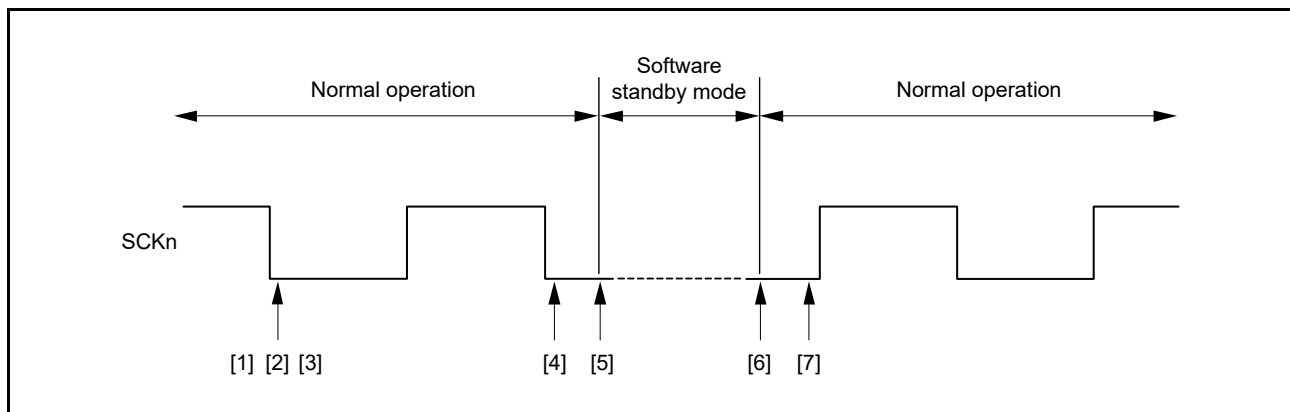 Normal operation
Software
standby mode
Normal operation
SCKn
[1] [2] [3]
[4]
[5]
[6]
[7]